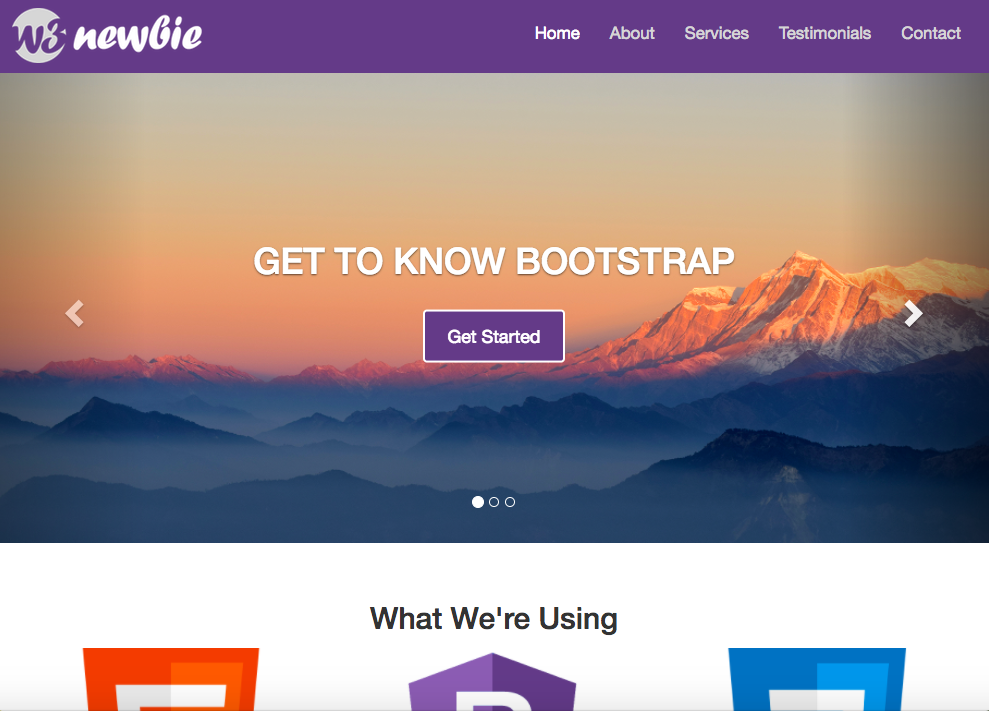 W3 newbie
Home About Services Testimonials Contact
GET TO KNOW BOOTSTRAP
Get Started
What We're Using